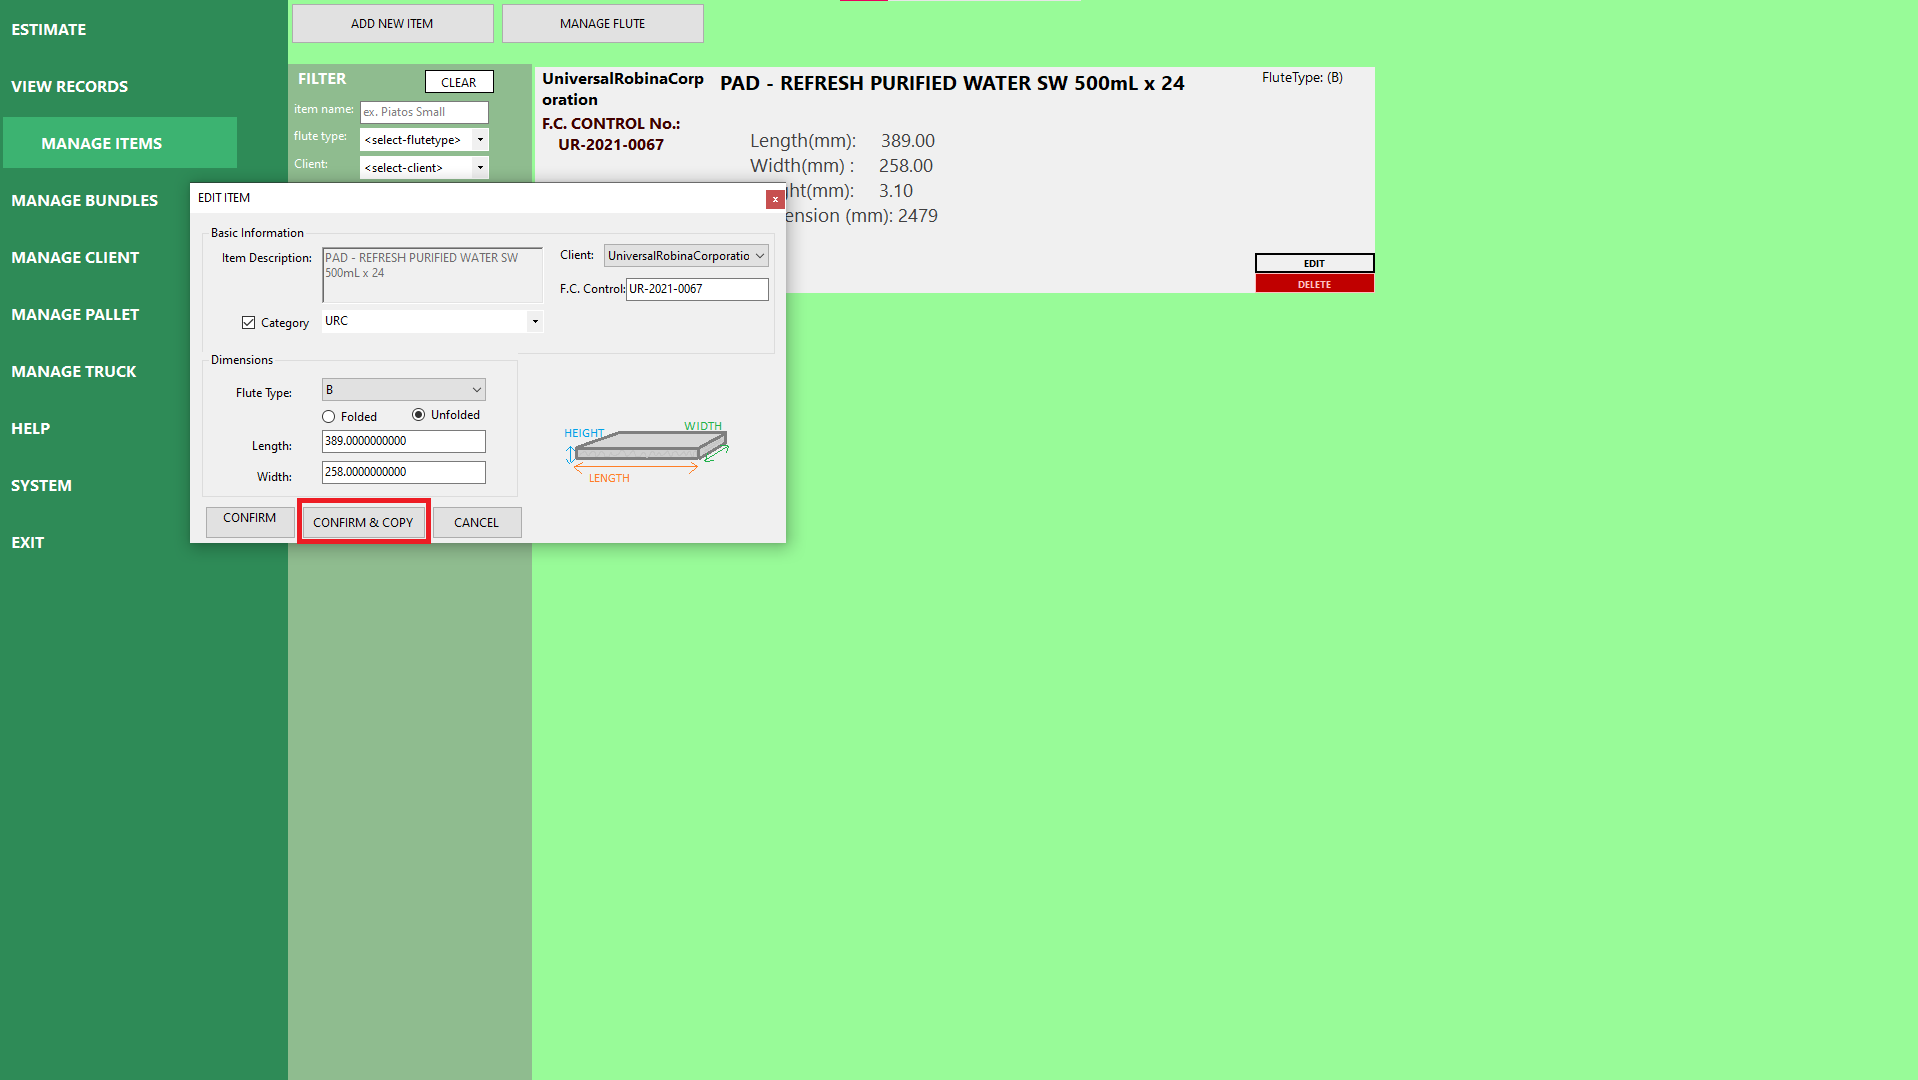 ESTIMATE
VIEW RECORDS
MANAGE ITEMS
MANAGE BUNDLES
MANAGE CLIENT
MANAGE PALLET
MANAGE TRUCK
HELP
SYSTEM
EXIT
ADD NEW ITEM
MANAGE FLUTE
FILTER
CLEAR
item name: ex. Piatos Small
flute type: <select-flutetype>
Client: <select-client>
UniversalRobinaCorp
oration
F.C. CONTROL No.:
UR-2021-0067
PAD - REFRESH PURIFIED WATER SW 500mL x 24
FluteType: (B)
Length(mm): 389.00
Width(mm) : 258.00
ht(mm): 3.10
ension (mm): 2479
EDIT
DELETE
EDIT ITEM
x
Basic Information
Item Description: PAD - REFRESH PURIFIED WATER SW
500mL x 24
Client: UniversalRobinaCorporatio
F.C. Control: UR-2021-0067
Category URC
Dimensions
Flute Type: B
Folded Unfolded
Length: 389.0000000000
Width: 258.0000000000
HEIGHT
WIDTH
LENGTH
CONFIRM
CONFIRM & COPY
CANCEL